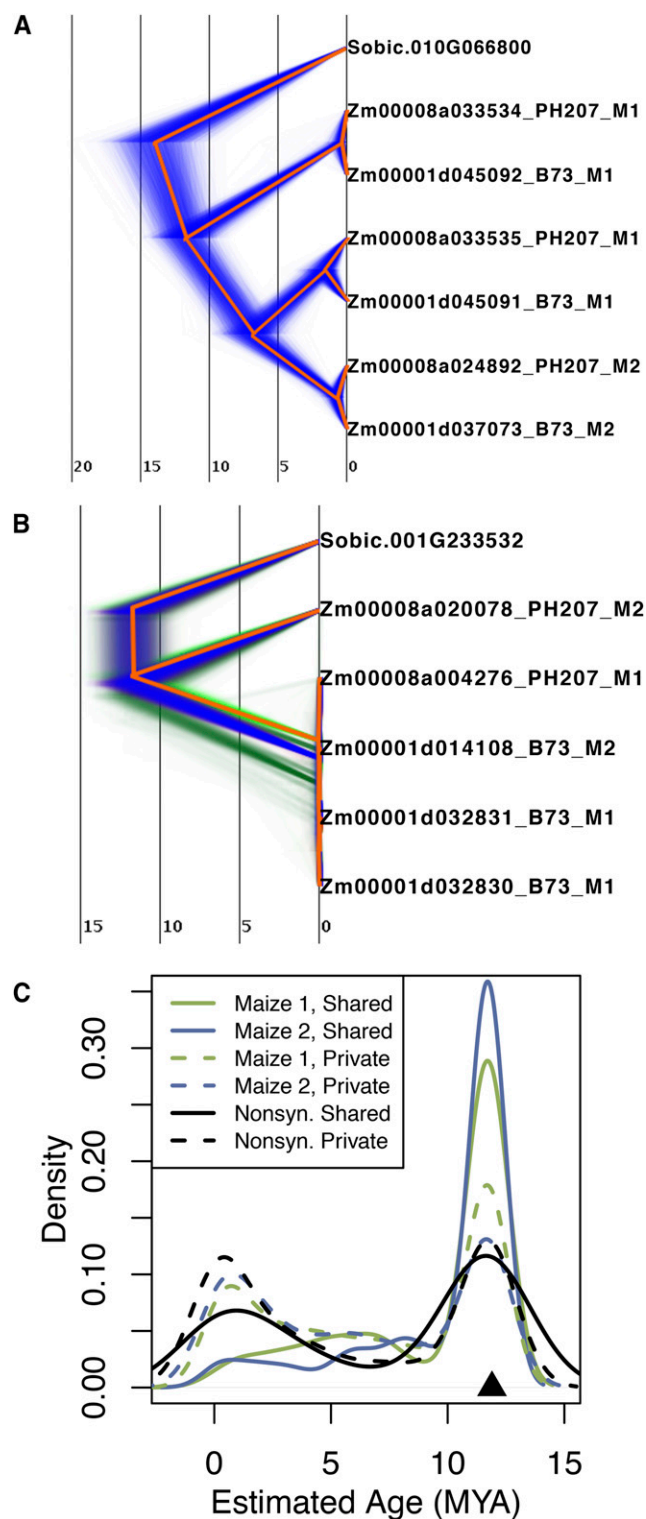 A
Sobic.010G066800
Zm00008a033534_PH207_M1
Zm00001d045092_B73_M1
Zm00008a033535_PH207_M1
Zm00001d045091_B73_M1
Zm00008a024892_PH207_M2
Zm00001d037073_B73_M2
20 15 10 5 0
B
Sobic.001G233532
Zm00008a020078_PH207_M2
Zm00008a004276_PH207_M1
Zm00001d014108_B73_M2
Zm00001d032831_B73_M1
Zm00001d032830_B73_M1
15 10 5 0
C
Maize 1, Shared
Maize 2, Shared
Maize 1, Private
Maize 2, Private
Nonsyn. Shared
Nonsyn. Private
Density
0.30
0.20
0.10
0.00
0 5 10 15
Estimated Age (MYA)